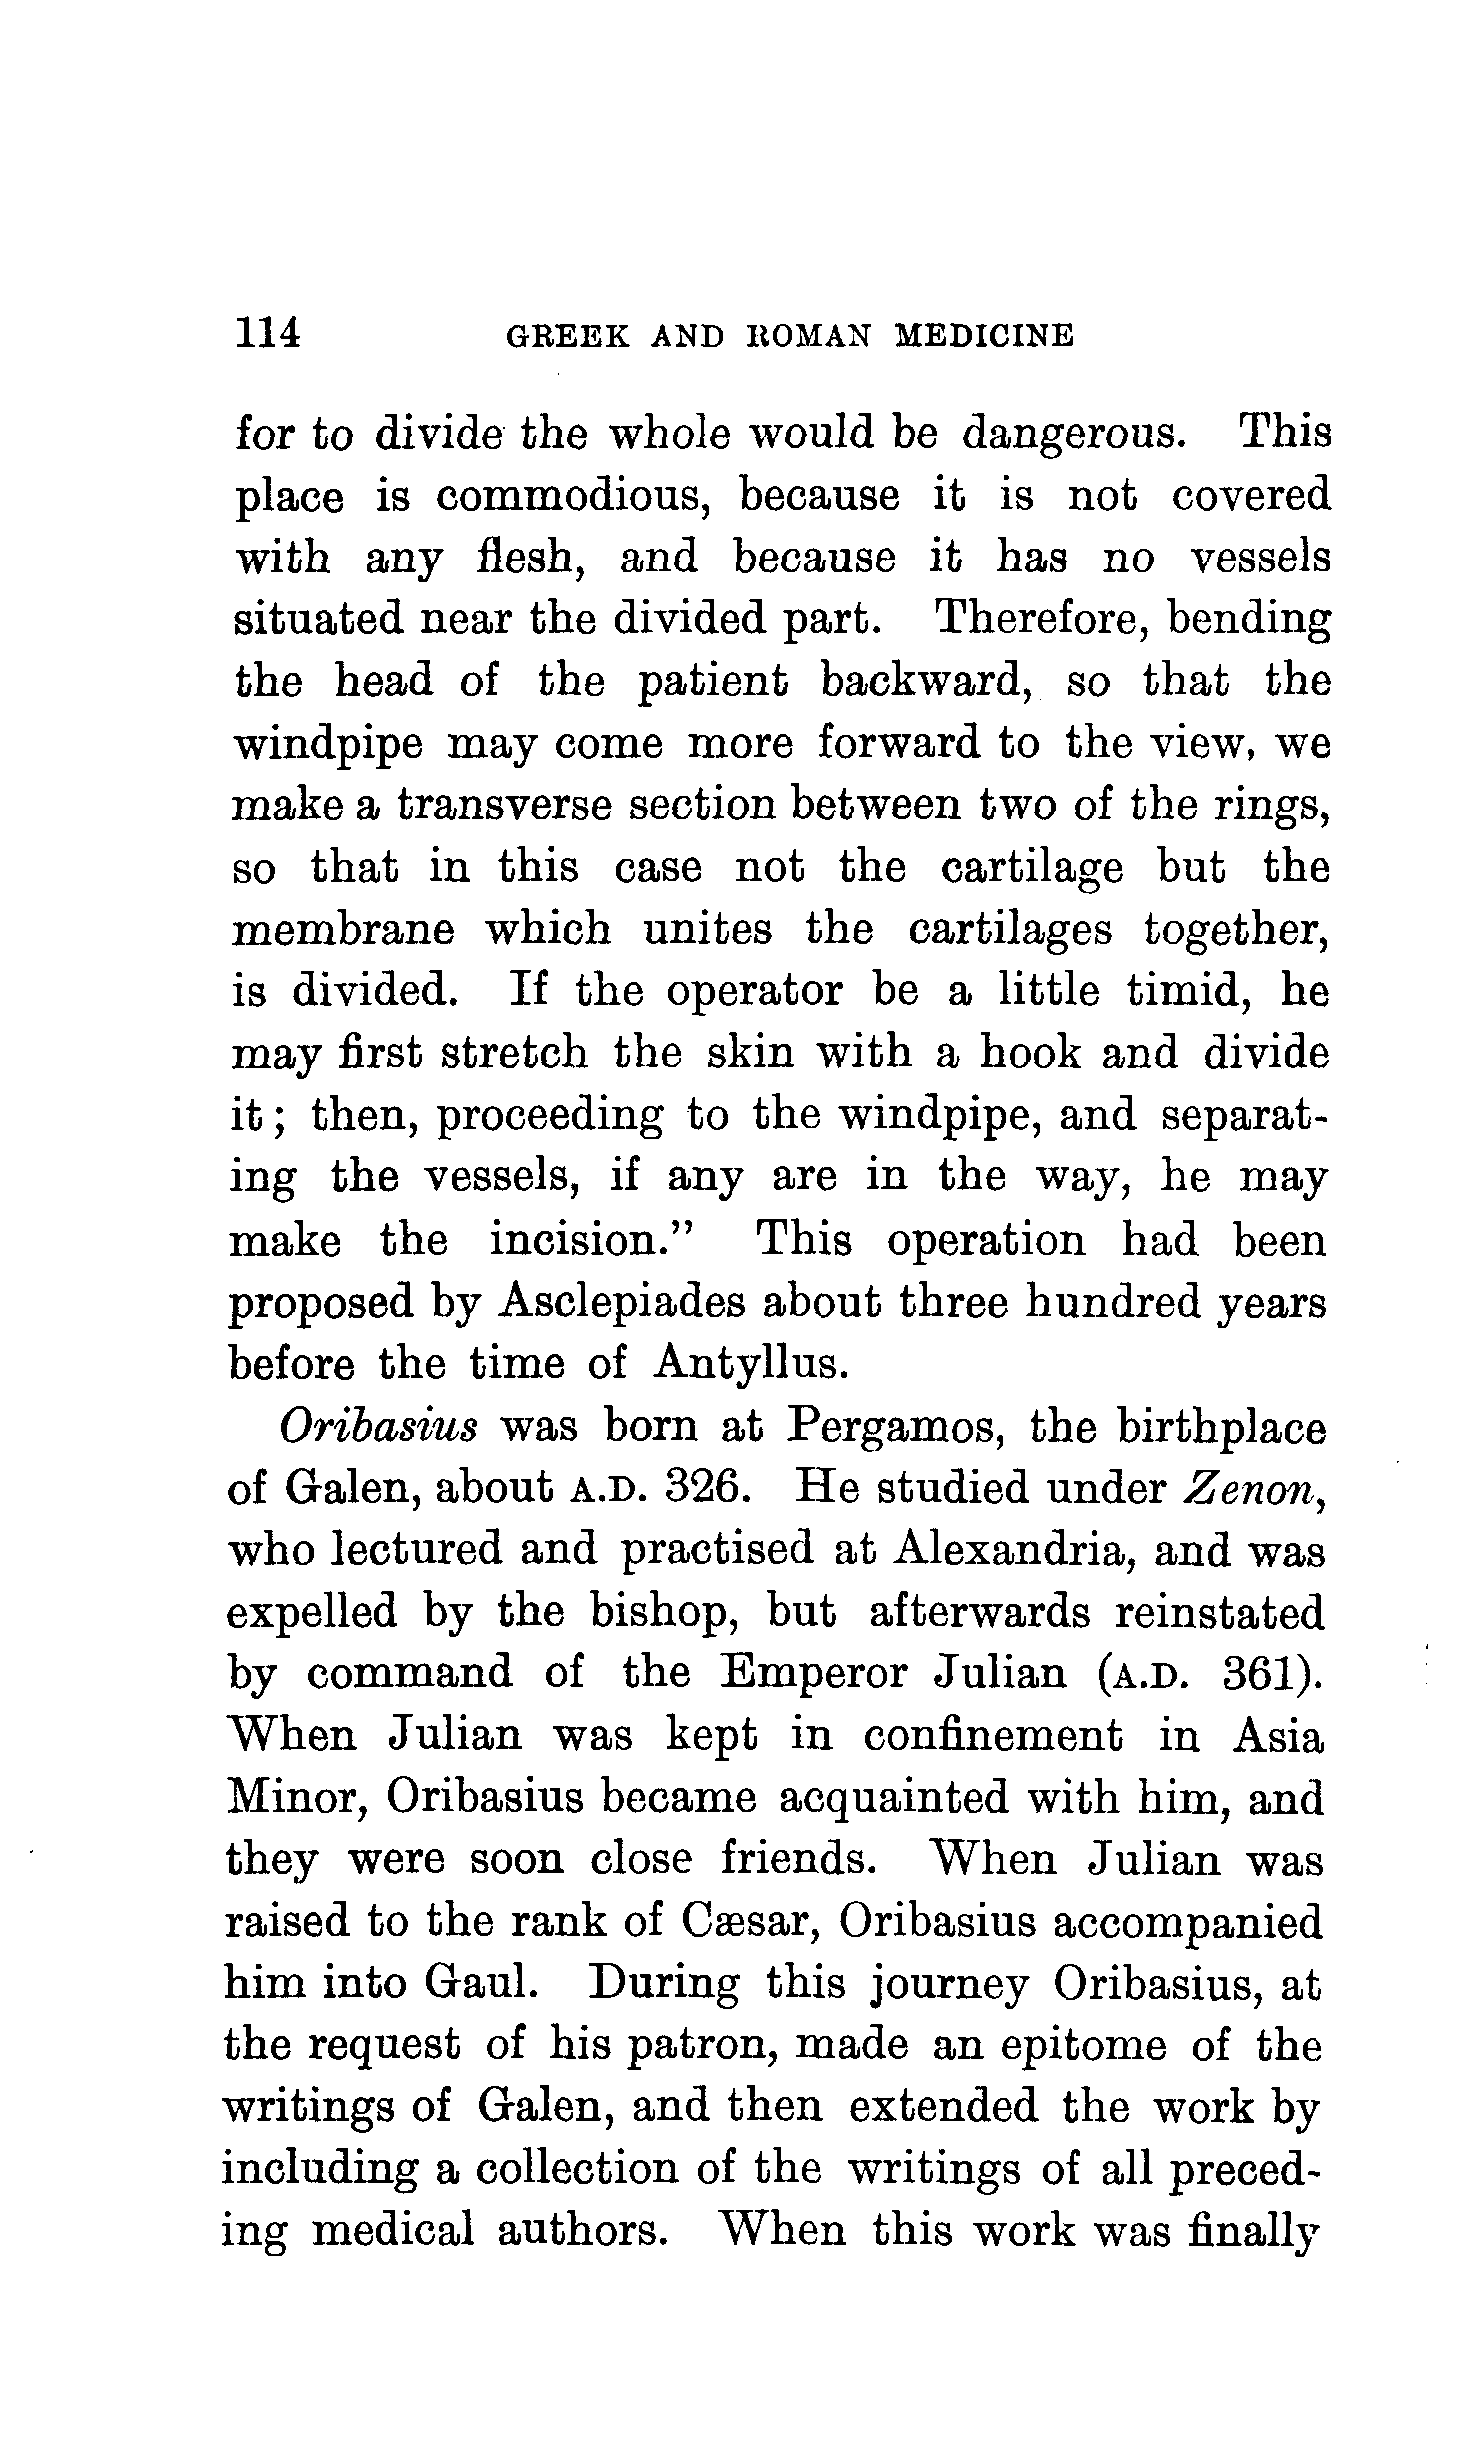 114 GREEK AND ROMAN MEDICINE
for to divide the whole would be dangerous. This
place is commodious, because it is not covered
with any flesh, and because it has no vessels
situated near the divided part. Therefore, bending
the head of the patient backward, so that the
windpipe may come more forward to the view, we
make a transverse section between two of the rings,
so that in this case not the cartilage but the
membrane which unites the cartilages together,
is divided. If the operator be a little timid, he
may first stretch the skin with a hook and divide
it; then, proceeding to the windpipe, and separat-
ing the vessels, if any are in the way, he may
make the incision.” This operation had been
proposed by Asclepiades about three hundred years
before the time of Antyllus.
Oribasius was born at Pergamos, the birthplace
of Galen, about A.D. 326. He studied under Zenon,
who lectured and practised at Alexandria, and was
expelled by the bishop, but afterwards reinstated
by command of the Emperor Julian (A.D. 361).
When Julian was kept in confinement in Asia
Minor, Oribasius became acquainted with him, and
they were soon close friends. When Julian was
raised to the rank of Cæsar, Oribasius accompanied
him into Gaul. During this journey Oribasius, at
the request of his patron, made an epitome of the
writings of Galen, and then extended the work by
including a collection of the writings of all preced-
ing medical authors. When this work was finally